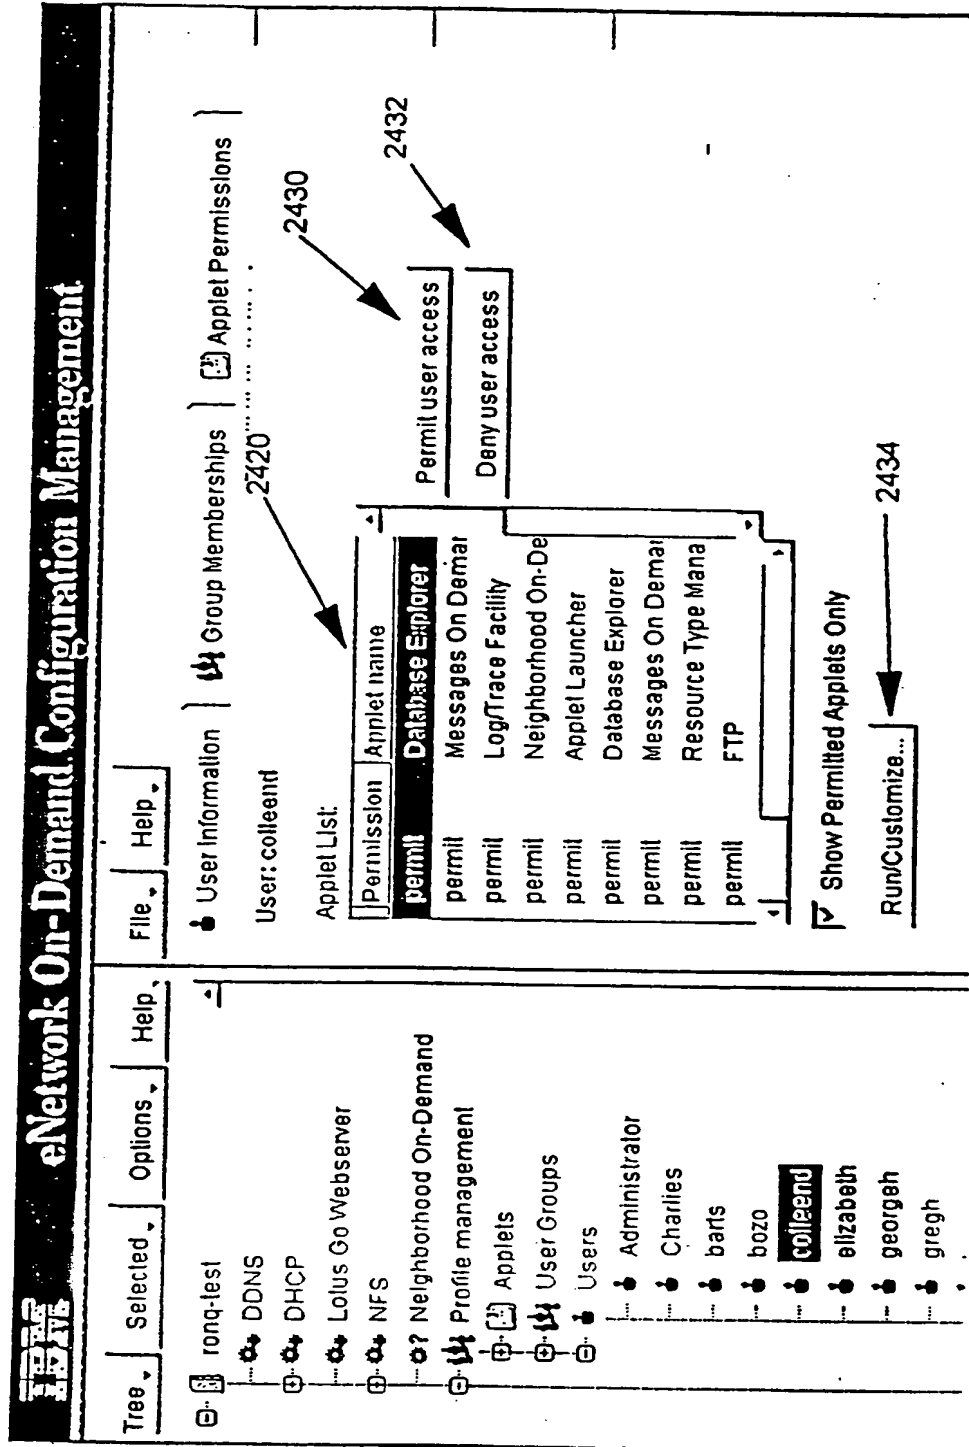 IBM eNetwork On-Demand Configuration Management
Tree Selected Options Help
File Help
ronq-test
DDNS
DHCP
Lotus Go Webserver
NFS
? Neighborhood On-Demand
Profile management
Applets
User Groups
Users
Administrator
Charlies
barts
bozo
colleend
elizabeth
georgeh
gregh
User Information Group Memberships Applet Permissions
User: colleend
2420
Applet List:
Permission Applet name
permit Database Explorer
permit Messages On Demar
permit Log/Trace Facility
permit Neighborhood On-De
permit Applet Launcher
permit Database Explorer
permit Messages On Demar
permit Resource Type Mana
permit FTP
Permit user access
2430
Deny user access
2432
Show Permitted Applets Only
Run/Customize...
2434